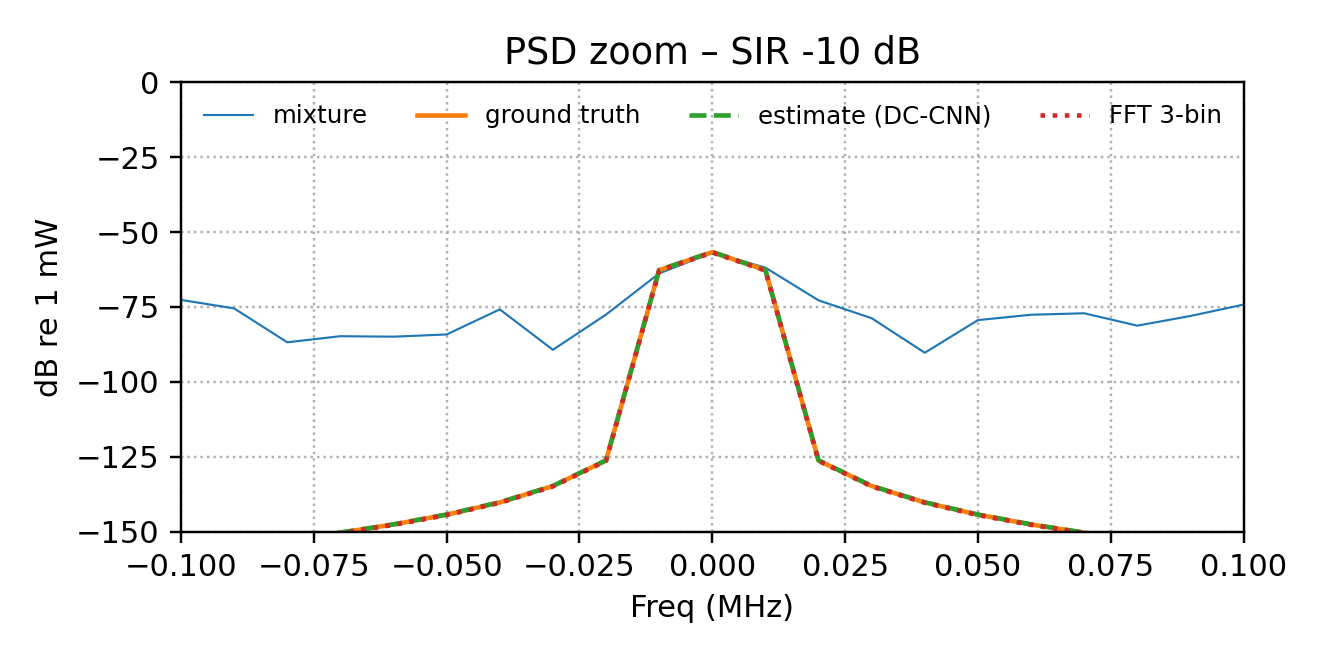 PSD zoom – SIR -10 dB
mixture ground truth estimate (DC-CNN) FFT 3-bin
0
−25
−50
−75
−100
−125
−150
dB re 1 mW
−0.100 −0.075 −0.050 −0.025 0.000 0.025 0.050 0.075 0.100
Freq (MHz)